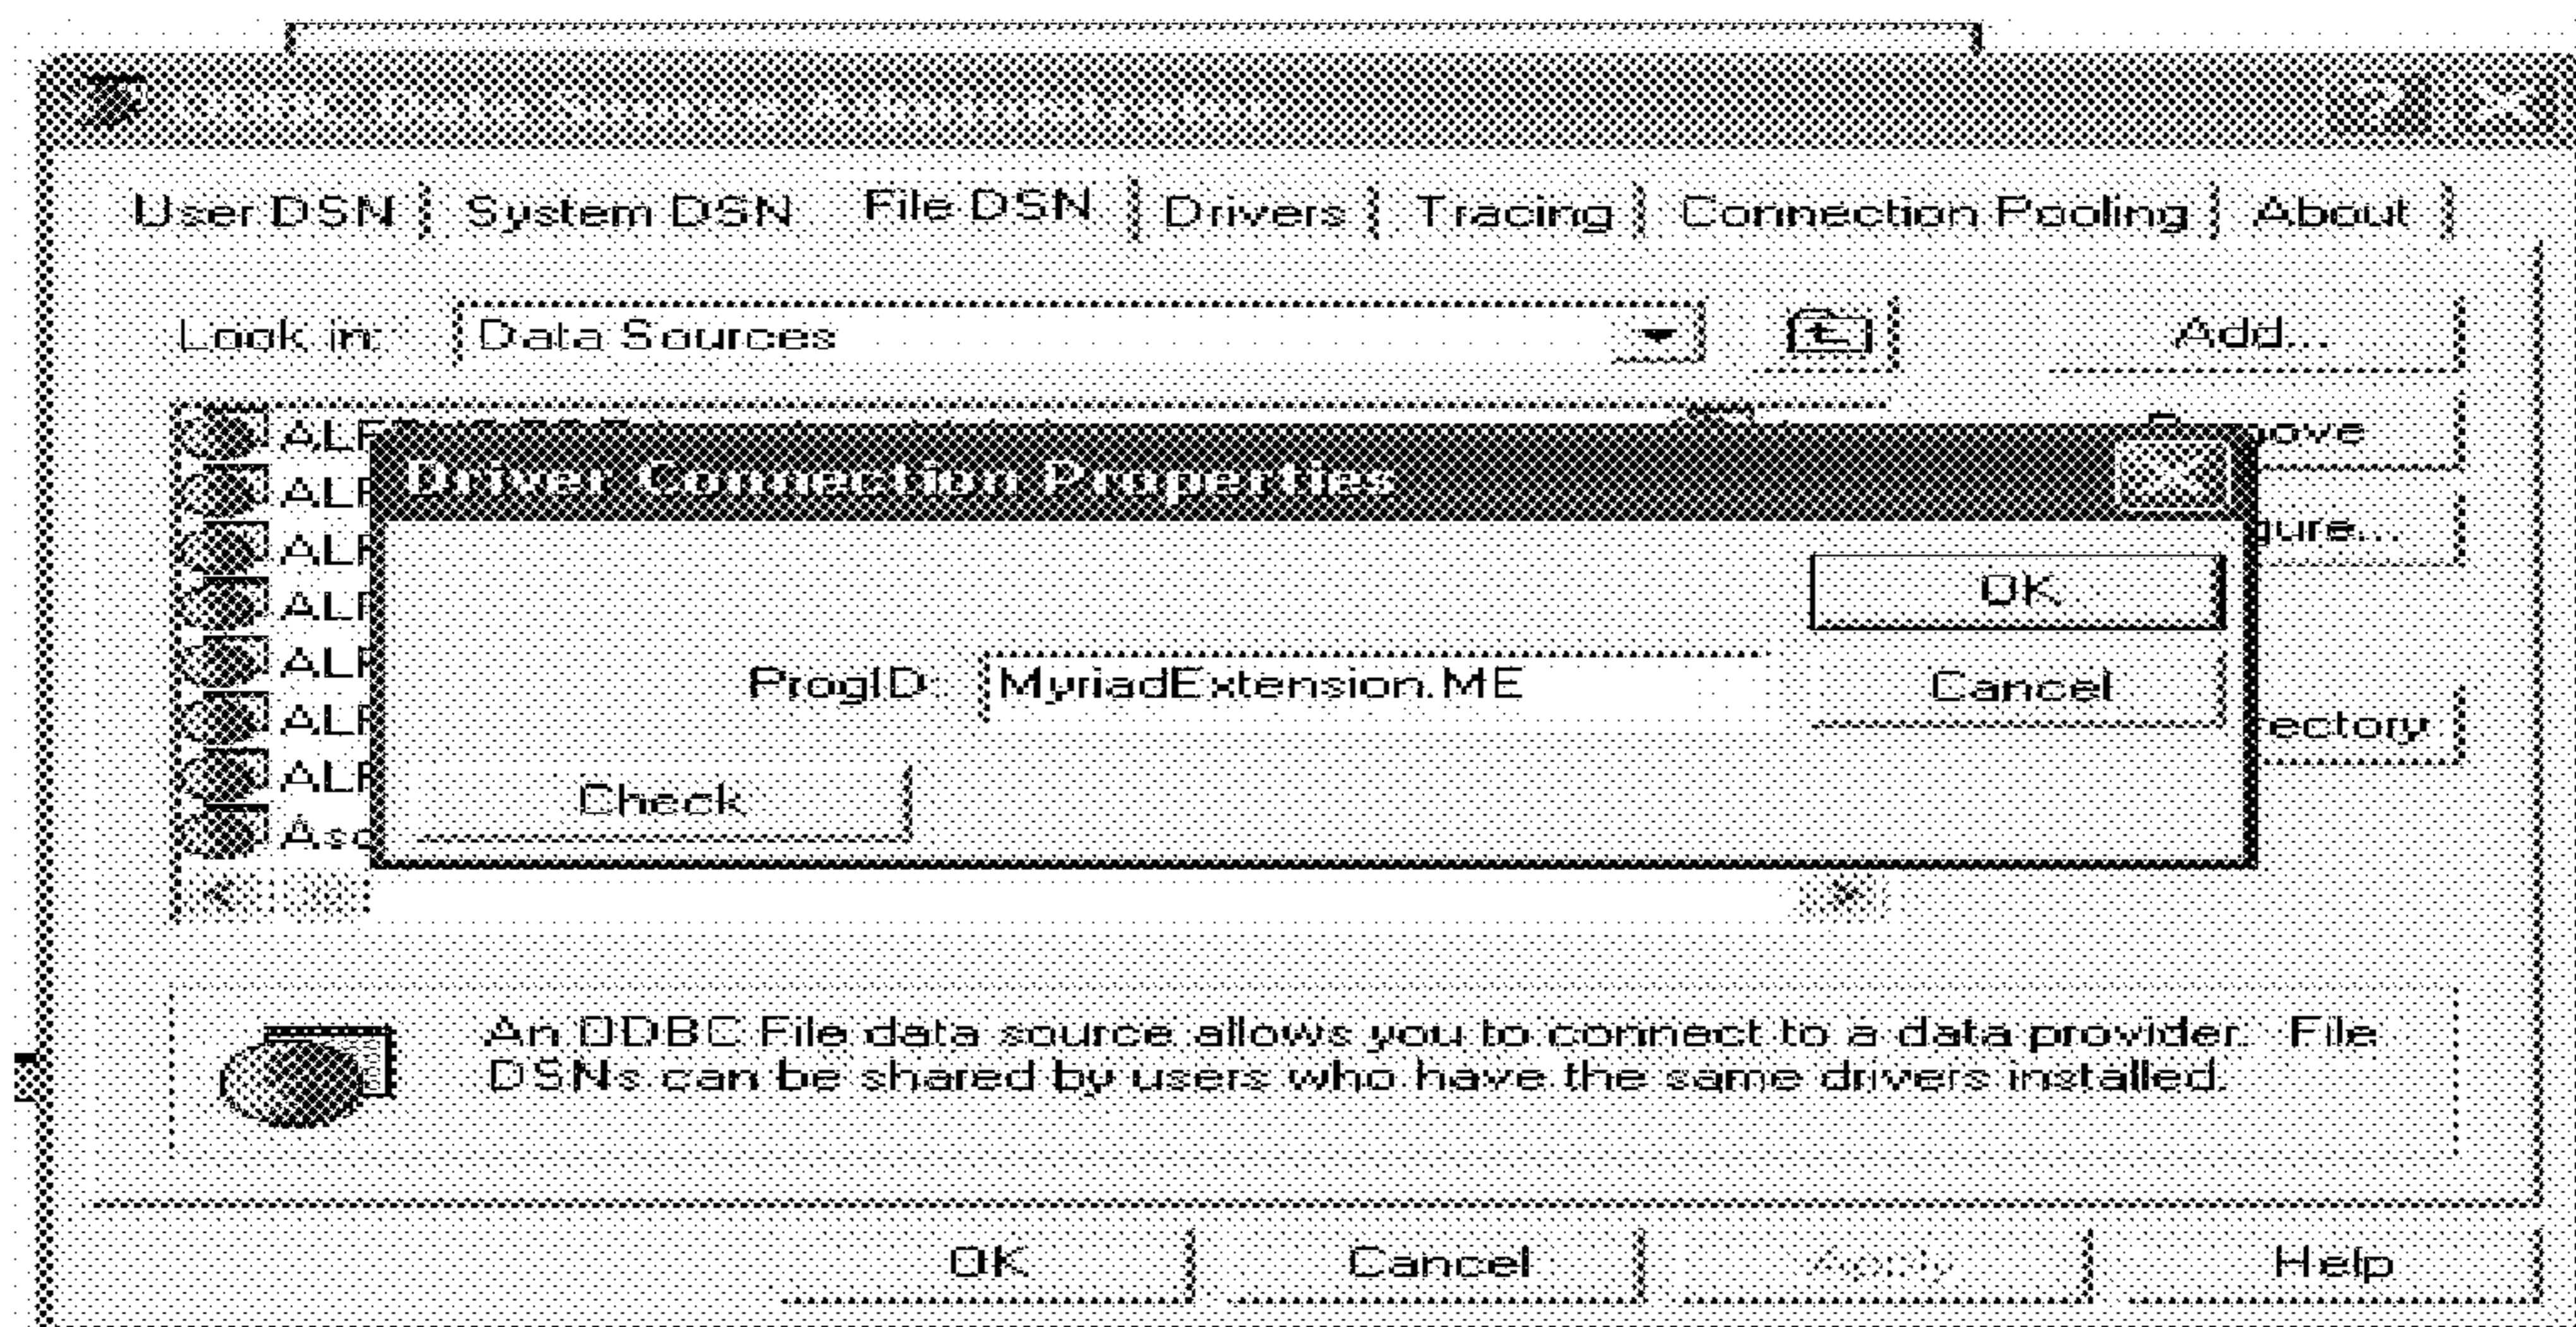 User DSN System DSN File DSN Drivers Tracing Connection Pooling About
Look in: Data Sources Add...
Driver Connection Properties
OK
ProgID: MyriadExtension.ME
Cancel
Check
An ODBC File data source allows you to connect to a data provider. File
DSNs can be shared by users who have the same drivers installed.
OK Cancel Apply Help